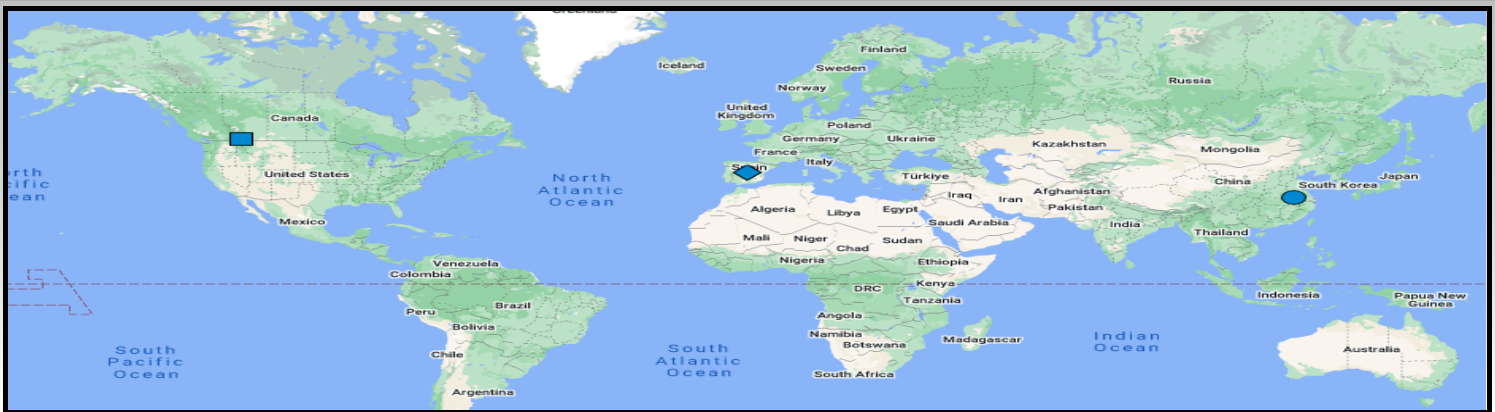 Greenland
Iceland
Finland
Sweden
Norway
Russia
Canada
United
Kingdom
Poland
Germany
Ukraine
France
Kazakhstan
Mongolia
Spain
Italy
United States
North
Atlantic
Ocean
orth
cific
ean
Türkiye
China
South Korea
Japan
Afghanistan
Iraq
Iran
Pakistan
Algeria
Libya
Egypt
Saudi Arabia
India
Mexico
Thailand
Mali
Niger
Chad
Sudan
Nigeria
Ethiopia
Venezuela
Colombia
DRC
Kenya
Tanzania
Indonesia
Papua New
Guinea
Brazil
Peru
Angola
Bolivia
Namibia
Botswana
Madagascar
Indian
Ocean
South
Pacific
Ocean
Chile
South
Atlantic
Ocean
Australia
South Africa
Argentina